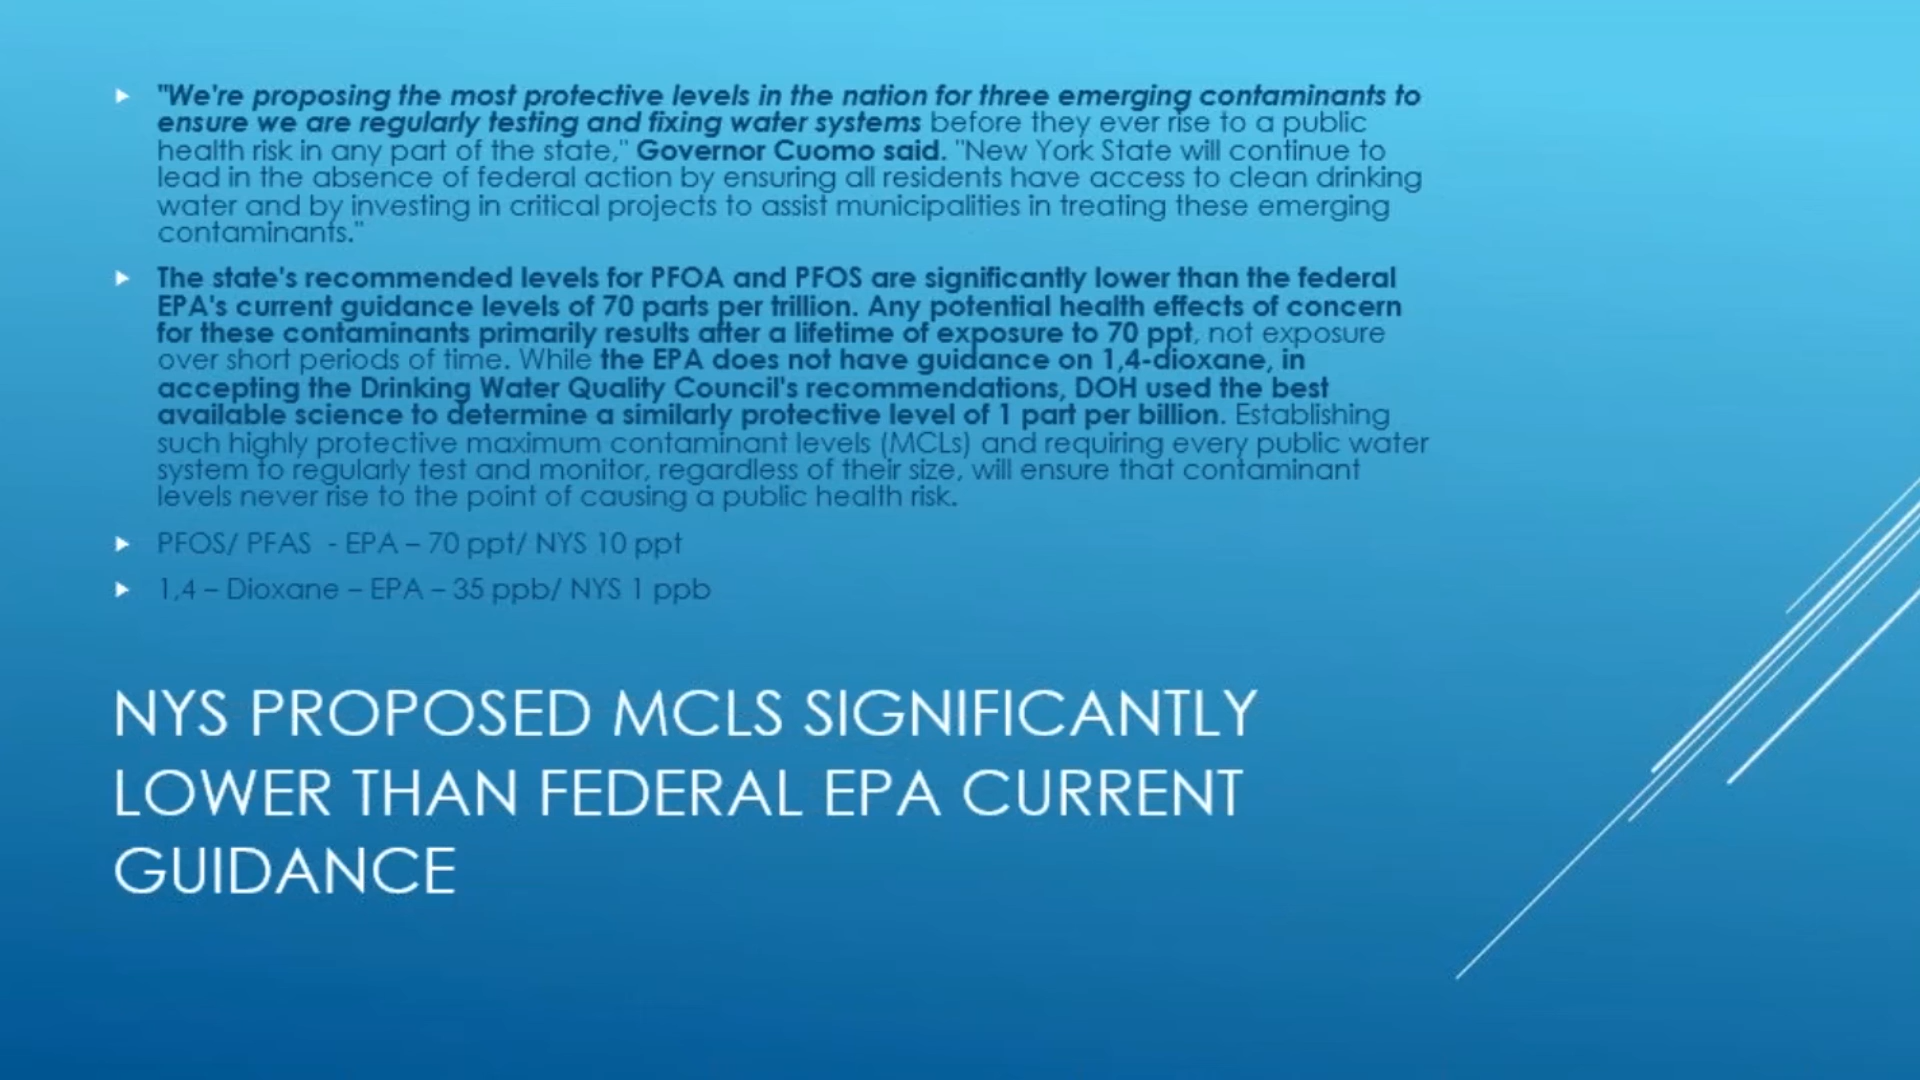 "We're proposing the most protective levels in the nation for three emerging contaminants to
ensure we are regularly testing and fixing water systems before they ever rise to a public
health risk in any part of the state," Governor Cuomo said. "New York State will continue to
lead in the absence of federal action by ensuring all residents have access to clean drinking
water and by investing in critical projects to assist municipalities in treating these emerging
contaminants."
The state's recommended levels for PFOA and PFOS are significantly lower than the federal
EPA's current guidance levels of 70 parts per trillion. Any potential health effects of concern
for these contaminants primarily results after a lifetime of exposure to 70 ppt, not exposure
over short periods of time. While the EPA does not have guidance on 1,4-dioxane, in
accepting the Drinking Water Quality Council's recommendations, DOH used the best
available science to determine a similarly protective level of 1 part per billion. Establishing
such highly protective maximum contaminant levels (MCLs) and requiring every public water
system to regularly test and monitor, regardless of their size, will ensure that contaminant
levels never rise to the point of causing a public health risk.
PFOS/ PFAS - EPA – 70 ppt/ NYS 10 ppt
1,4 – Dioxane – EPA – 35 ppb/ NYS 1 ppb
NYS PROPOSED MCLS SIGNIFICANTLY
LOWER THAN FEDERAL EPA CURRENT
GUIDANCE